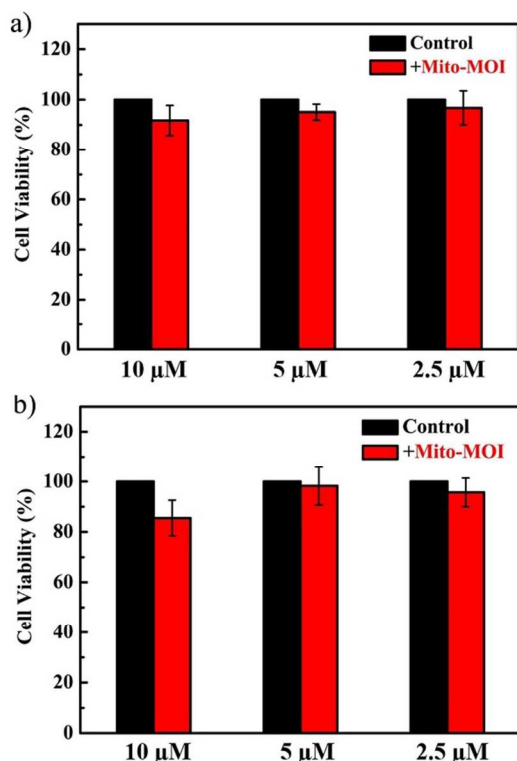 a)
Control
+Mito-MOI
Cell Viability (%)
120
100
80
60
40
20
0
10 μM 5 μM 2.5 μM
b)
Control
+Mito-MOI
Cell Viability (%)
120
100
80
60
40
20
0
10 μM 5 μM 2.5 μM